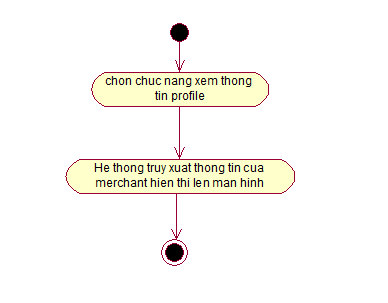 chon chuc nang xem thong
tin profile
He thong truy xuat thong tin cua
merchant hien thi len man hinh